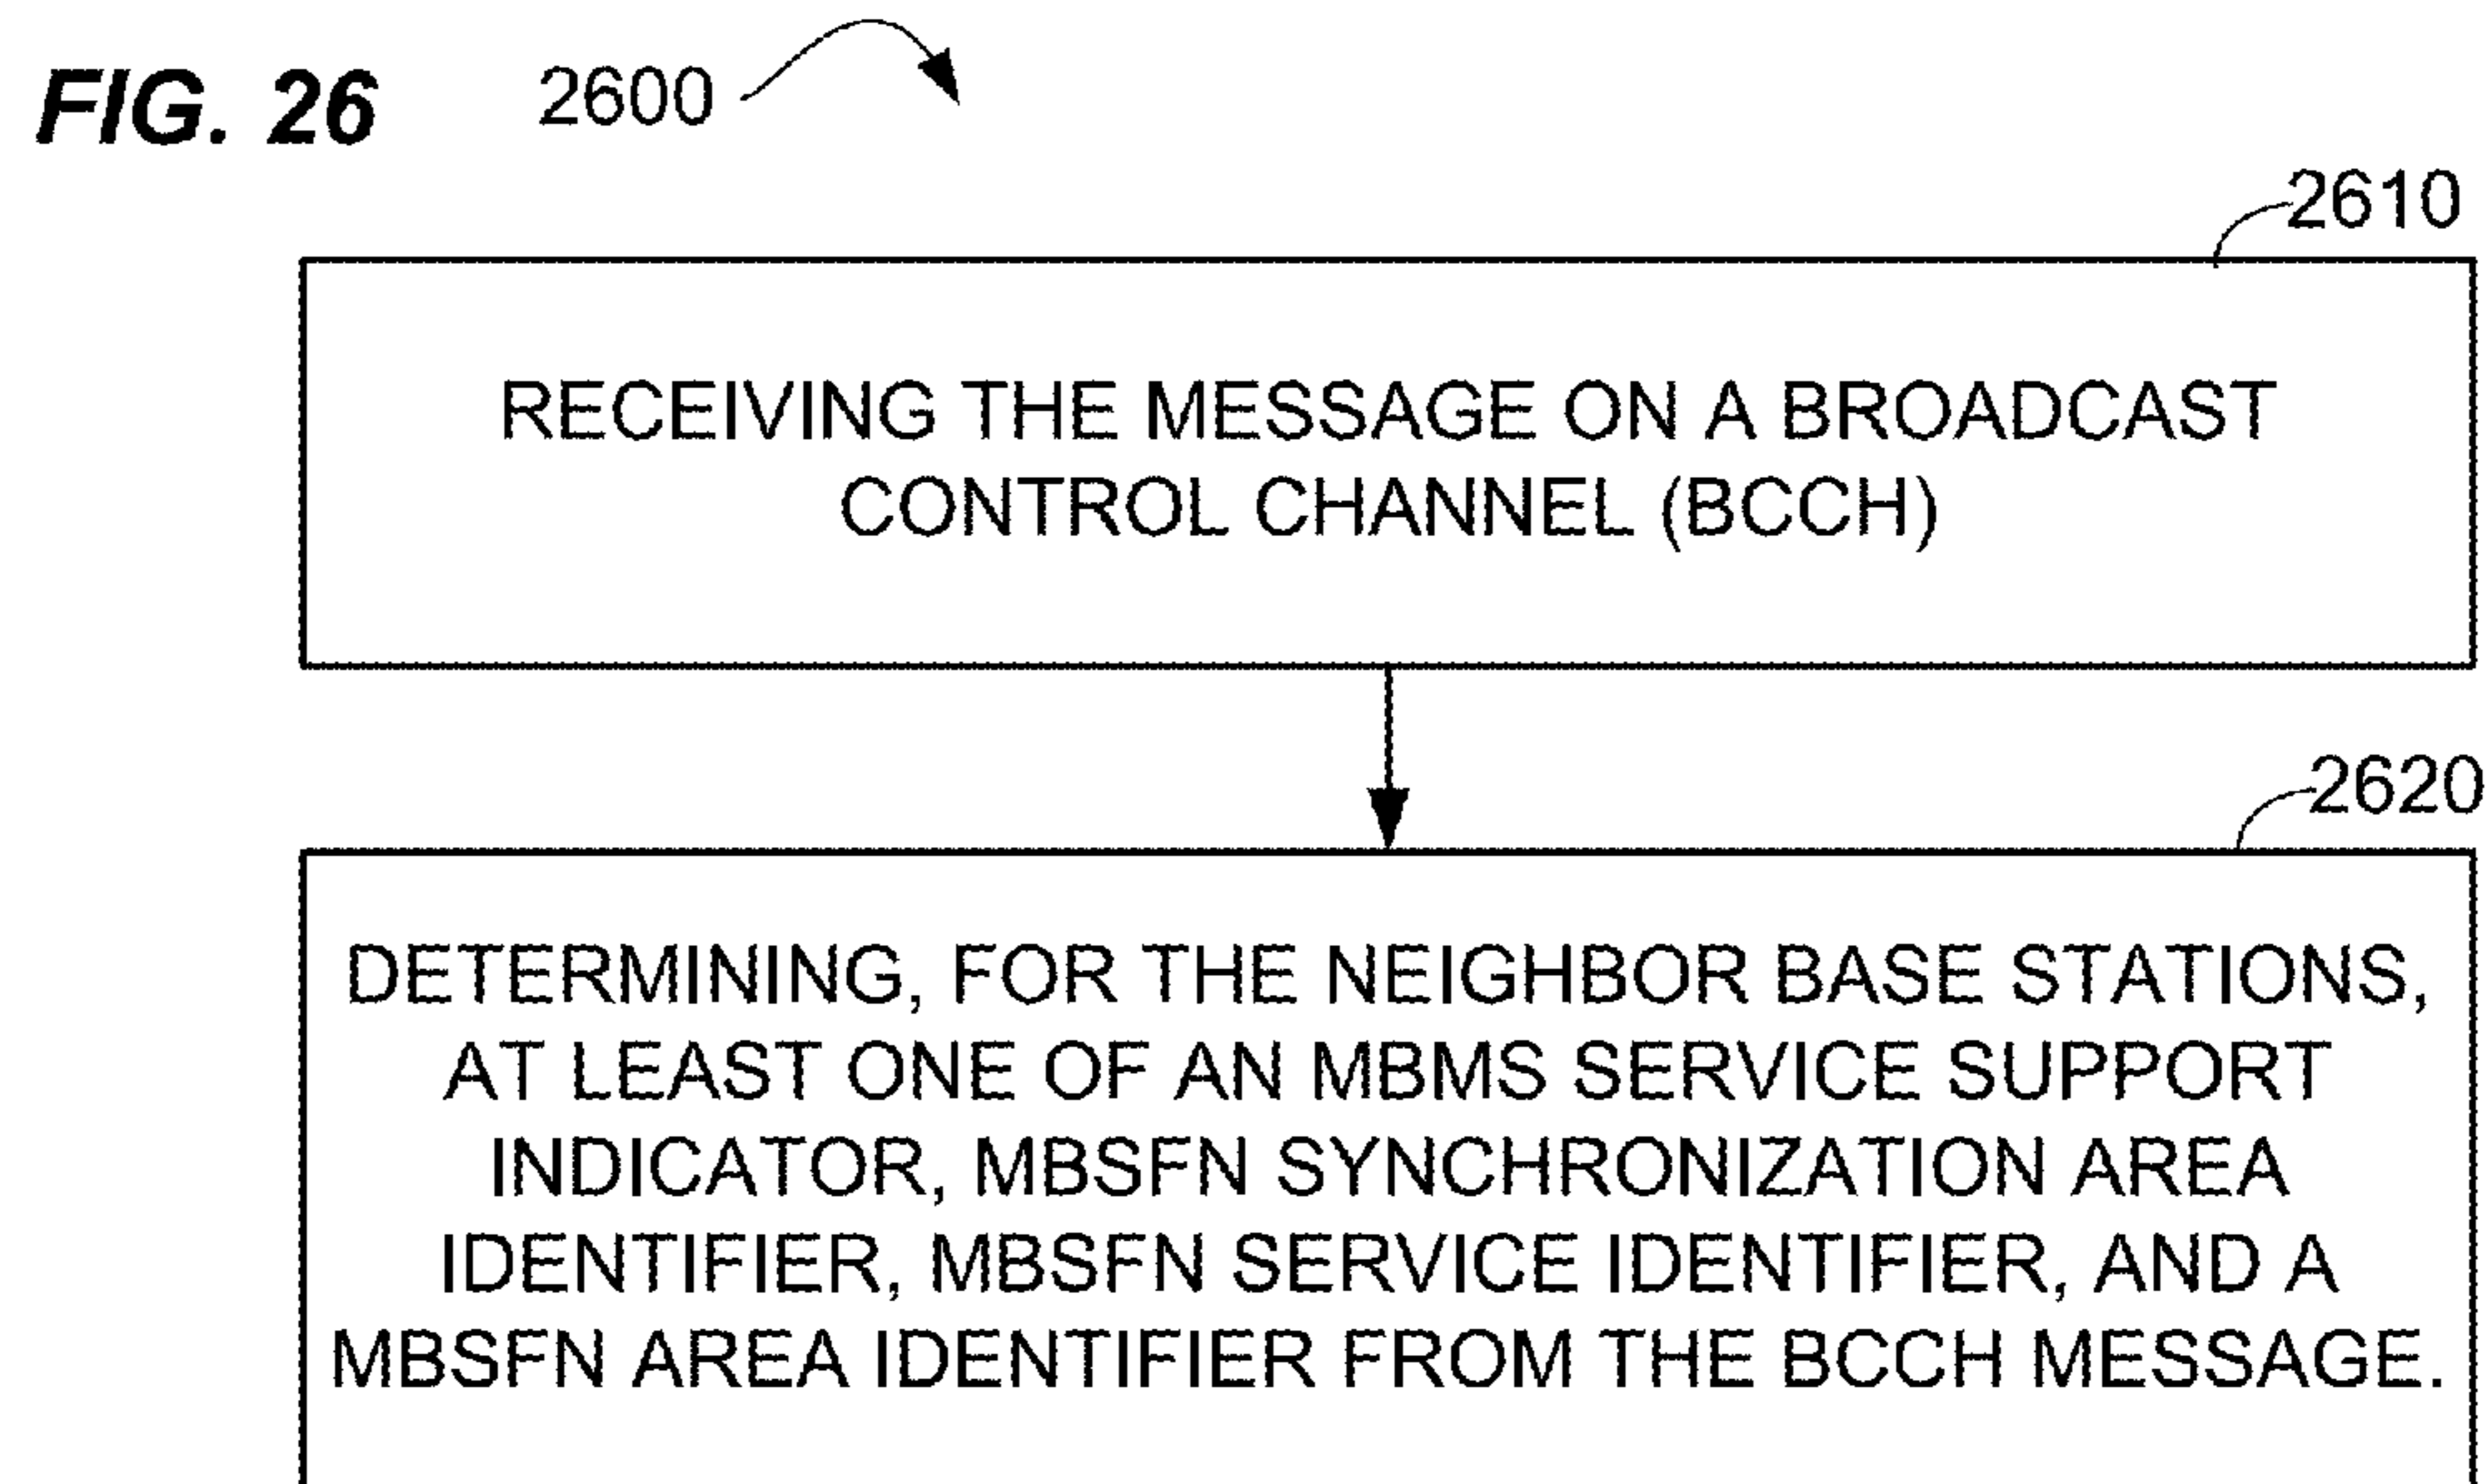 FIG. 26 2600
2610
RECEIVING THE MESSAGE ON A BROADCAST
CONTROL CHANNEL (BCCH)
2620
DETERMINING, FOR THE NEIGHBOR BASE STATIONS,
AT LEAST ONE OF AN MBMS SERVICE SUPPORT
INDICATOR, MBSFN SYNCHRONIZATION AREA
IDENTIFIER, MBSFN SERVICE IDENTIFIER, AND A
MBSFN AREA IDENTIFIER FROM THE BCCH MESSAGE.